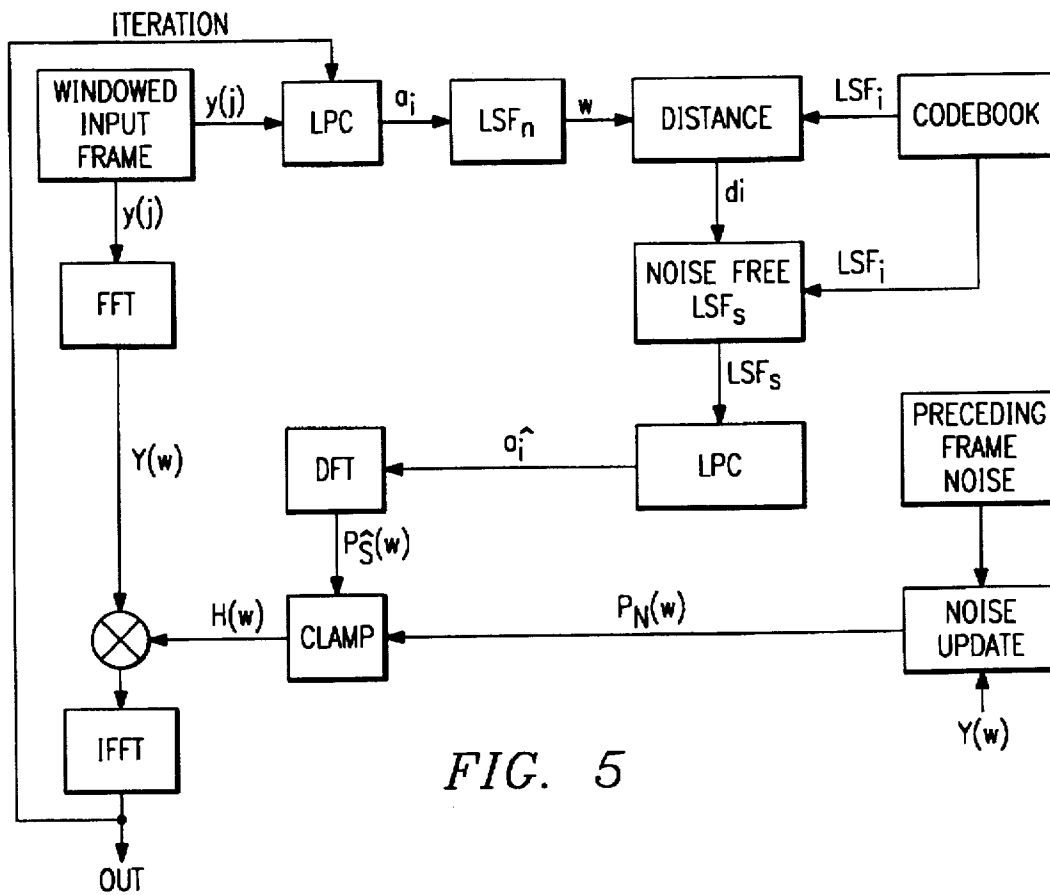 ITERATION
WINDOWED
INPUT
FRAME
y(j)
LPC
a_i
LSF_n
w
DISTANCE
LSF_i
CODEBOOK
y(j)
di
FFT
NOISE FREE
LSF_s
LSF_i
LSF_s
PRECEDING
FRAME
NOISE
Y(w)
DFT
a_i^
LPC
P_Ŝ(w)
H(w)
CLAMP
P_N(w)
NOISE
UPDATE
IFFT
Y(w)
FIG. 5
OUT